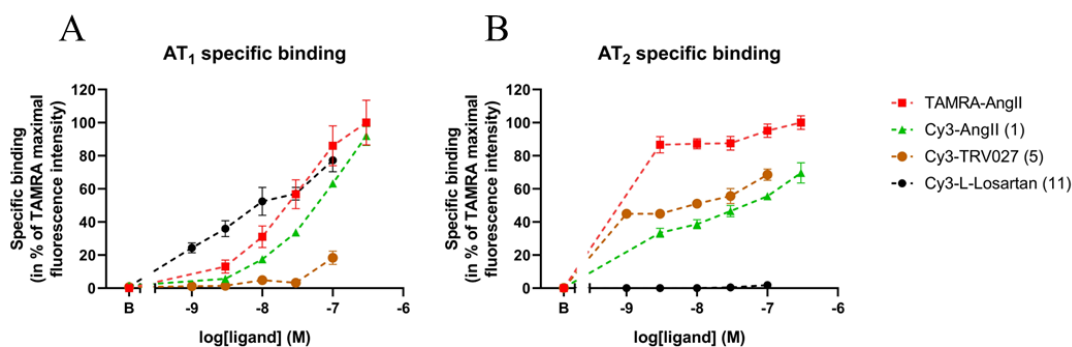 A
B
AT₁ specific binding
AT₂ specific binding
Specific binding
(in % of TAMRA maximal
fluorescence intensity)
120
100
80
60
40
20
0
B
-9
-8
-7
-6
log[ligand] (M)
Specific binding
(in % of TAMRA maximal
fluorescence intensity)
120
100
80
60
40
20
0
B
-9
-8
-7
-6
log[ligand] (M)
TAMRA-AngII
Cy3-AngII (1)
Cy3-TRV027 (5)
Cy3-L-Losartan (11)